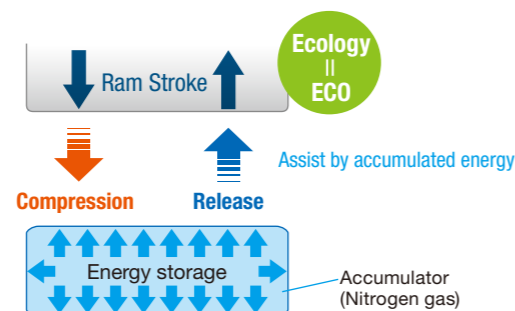 Ecology
=
ECO
Ram Stroke
Assist by accumulated energy
Compression
Release
Energy storage
Accumulator
(Nitrogen gas)